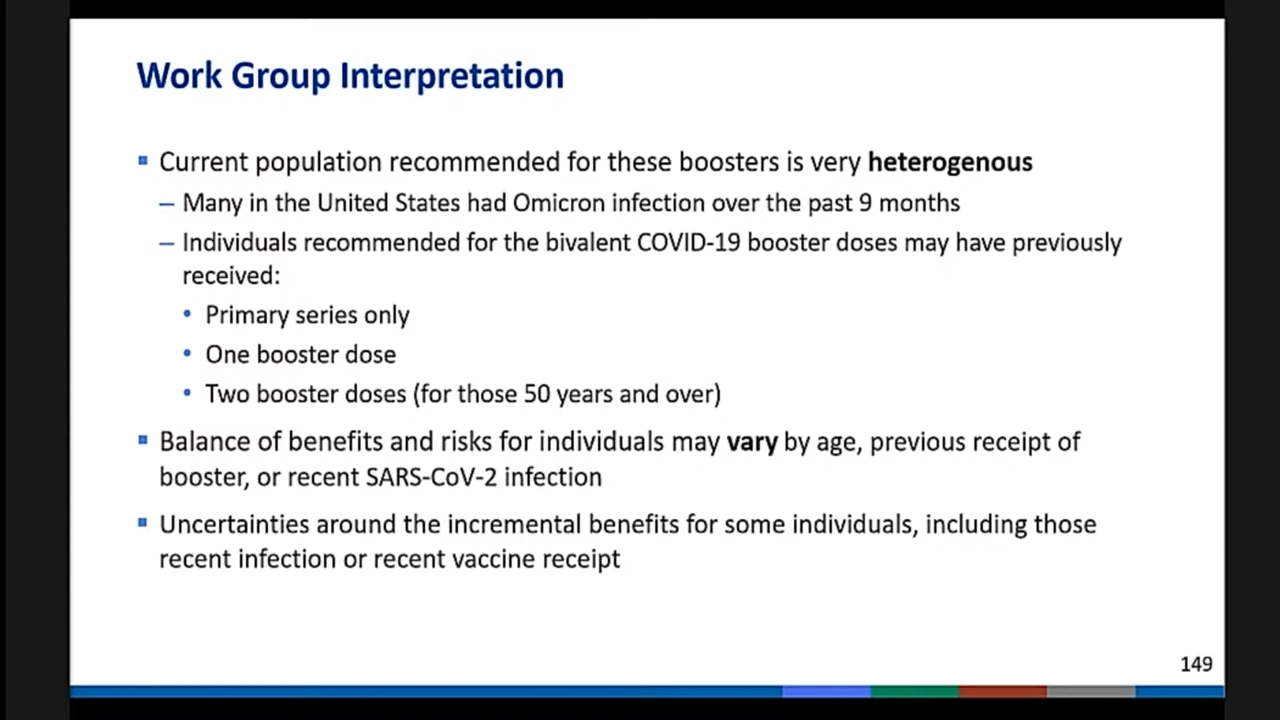 Work Group Interpretation
Current population recommended for these boosters is very heterogenous
– Many in the United States had Omicron infection over the past 9 months
– Individuals recommended for the bivalent COVID-19 booster doses may have previously
received:
• Primary series only
• One booster dose
• Two booster doses (for those 50 years and over)
Balance of benefits and risks for individuals may vary by age, previous receipt of
booster, or recent SARS-CoV-2 infection
Uncertainties around the incremental benefits for some individuals, including those
recent infection or recent vaccine receipt
149